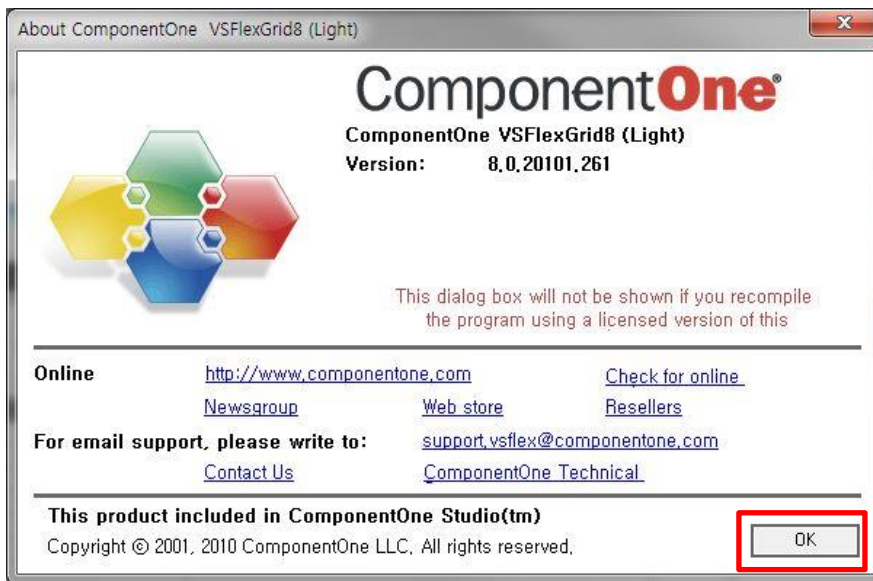 About ComponentOne VSFlexGrid8 (Light)
ComponentOne®
ComponentOne VSFlexGrid8 (Light)
Version: 8.0.20101.261
This dialog box will not be shown if you recompile
the program using a licensed version of this
Online http://www.componentone.com Check for online
Newsgroup Web store Resellers
For email support, please write to: support.vsflex@componentone.com
Contact Us ComponentOne Technical
This product included in ComponentOne Studio(tm)
Copyright © 2001, 2010 ComponentOne LLC, All rights reserved.
OK